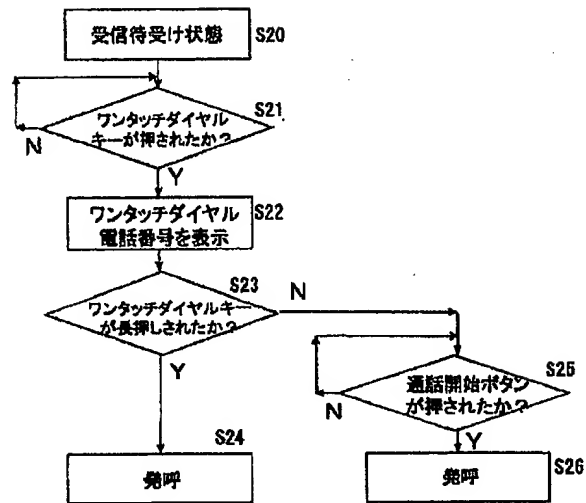 受信待受け状態
S20
S21
ワンタッチダイヤル
キーが押されたか?
N
Y
ワンタッチダイヤル
電話番号を表示
S22
S23
ワンタッチダイヤルキー
が長押しされたか?
N
Y
S25
通話開始ボタン
が押されたか?
N
Y
S24
発呼
発呼
S26